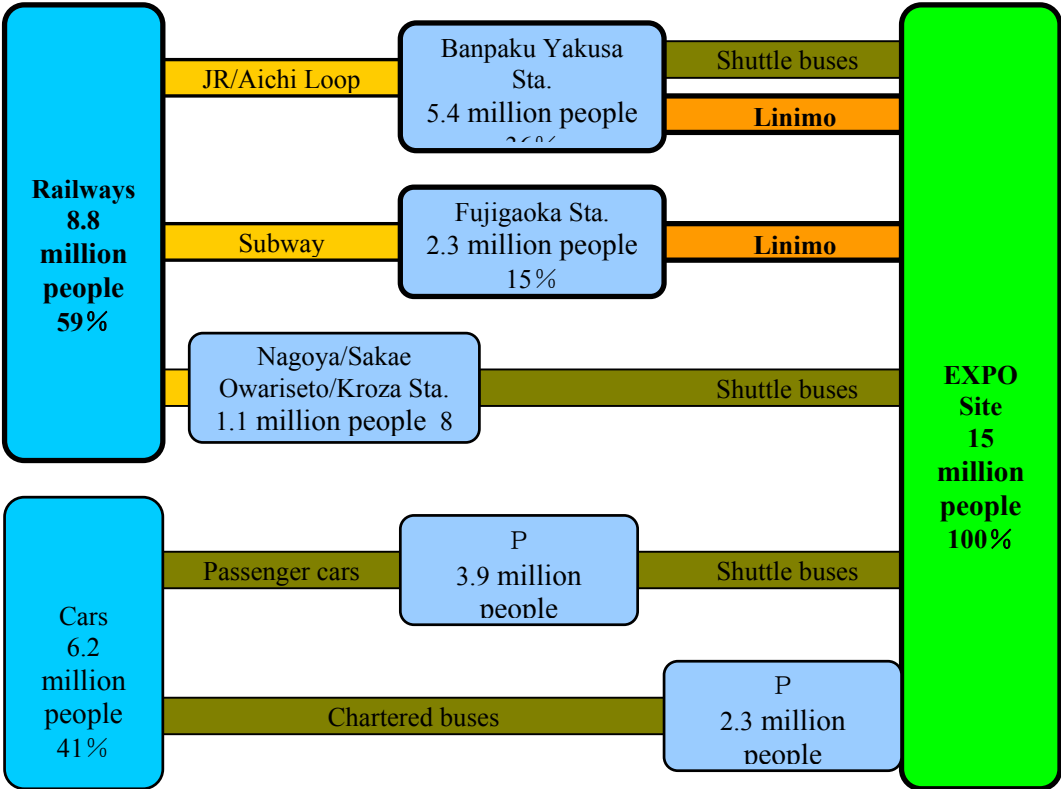 Railways
8.8
million
people
59%
JR/Aichi Loop
Banpaku Yakusa
Sta.
5.4 million people
Shuttle buses
Linimo
Subway
Fujigaoka Sta.
2.3 million people
15%
Linimo
Nagoya/Sakae
Owariseto/Kroza Sta.
1.1 million people 8
Shuttle buses
Cars
6.2
million
people
41%
Passenger cars
P
3.9 million
people
Shuttle buses
Chartered buses
P
2.3 million
people
EXPO
Site
15
million
people
100%